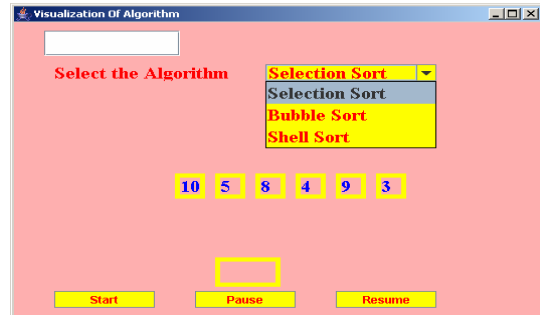 Visualization Of Algorithm
Select the Algorithm Selection Sort
Selection Sort
Bubble Sort
Shell Sort
10 5 8 4 9 3
Start Pause Resume